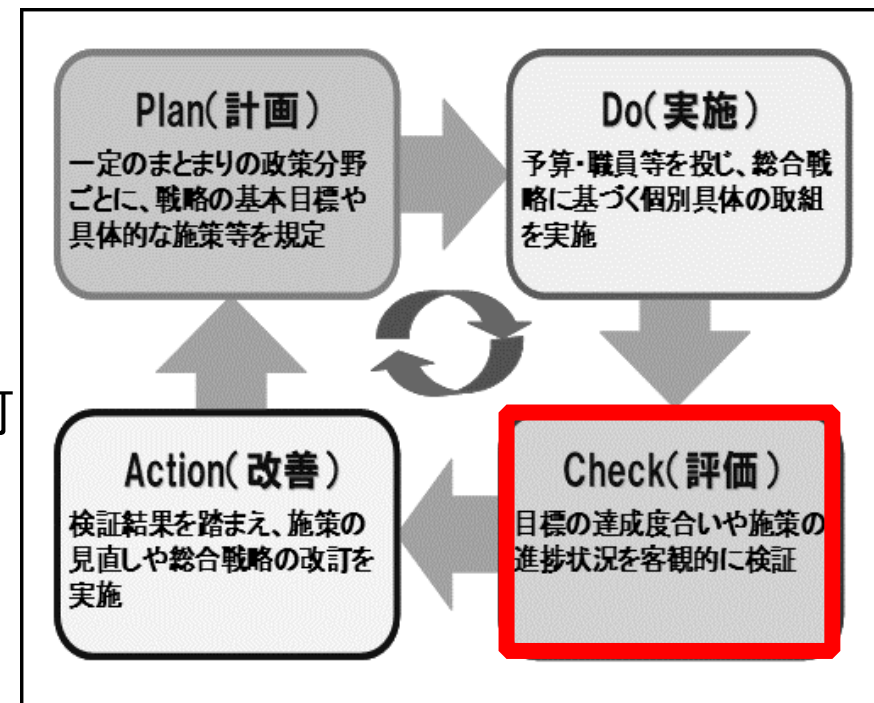 Plan(計画)
一定のまとまりの政策分野
ごとに、戦略の基本目標や
具体的な施策等を規定
Do(実施)
予算・職員等を投じ、総合戦
略に基づく個別具体の取組
を実施
Check(評価)
目標の達成度合いや施策の
進捗状況を客観的に検証
Action(改善)
検証結果を踏まえ、施策の
見直しや総合戦略の改訂を
実施